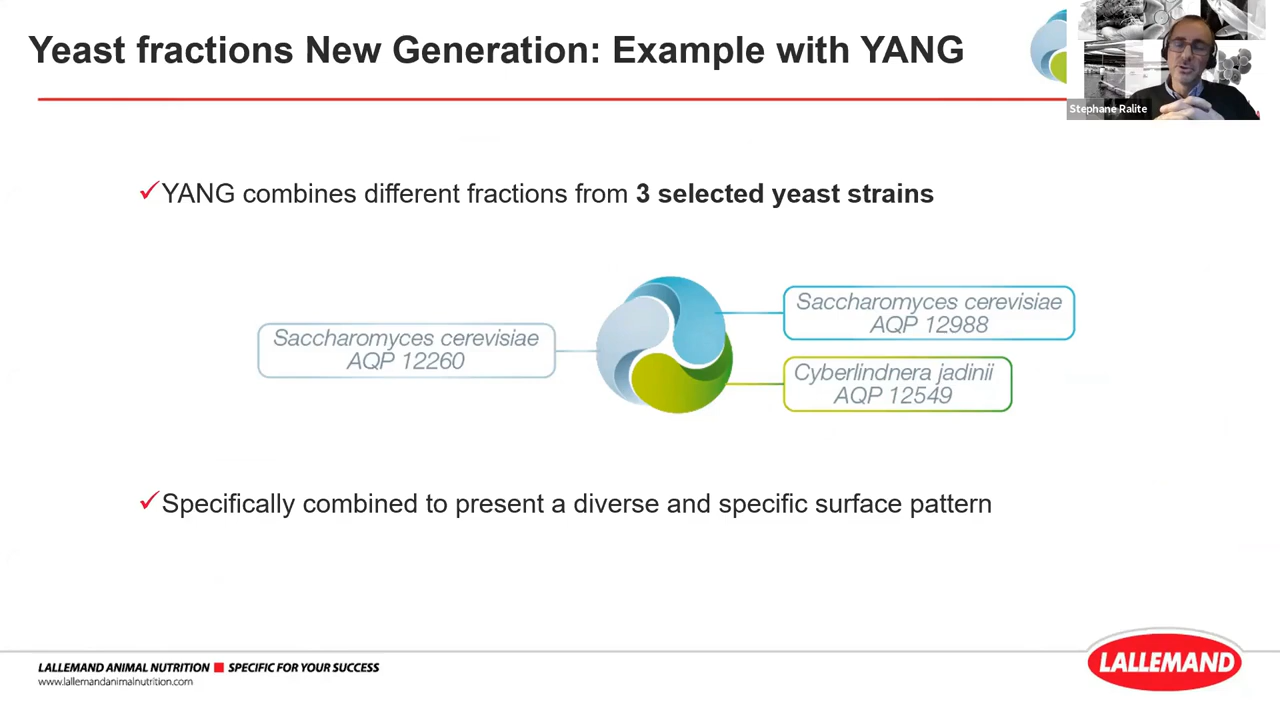 Yeast fractions New Generation: Example with YANG
Stephane Ralite
YANG combines different fractions from 3 selected yeast strains
Saccharomyces cerevisiae
AQP 12260
Saccharomyces cerevisiae
AQP 12988
Cyberlindnera jadinii
AQP 12549
Specifically combined to present a diverse and specific surface pattern
LALLEMAND ANIMAL NUTRITION SPECIFIC FOR YOUR SUCCESS
www.lallemandanimalnutrition.com
LALLEMAND